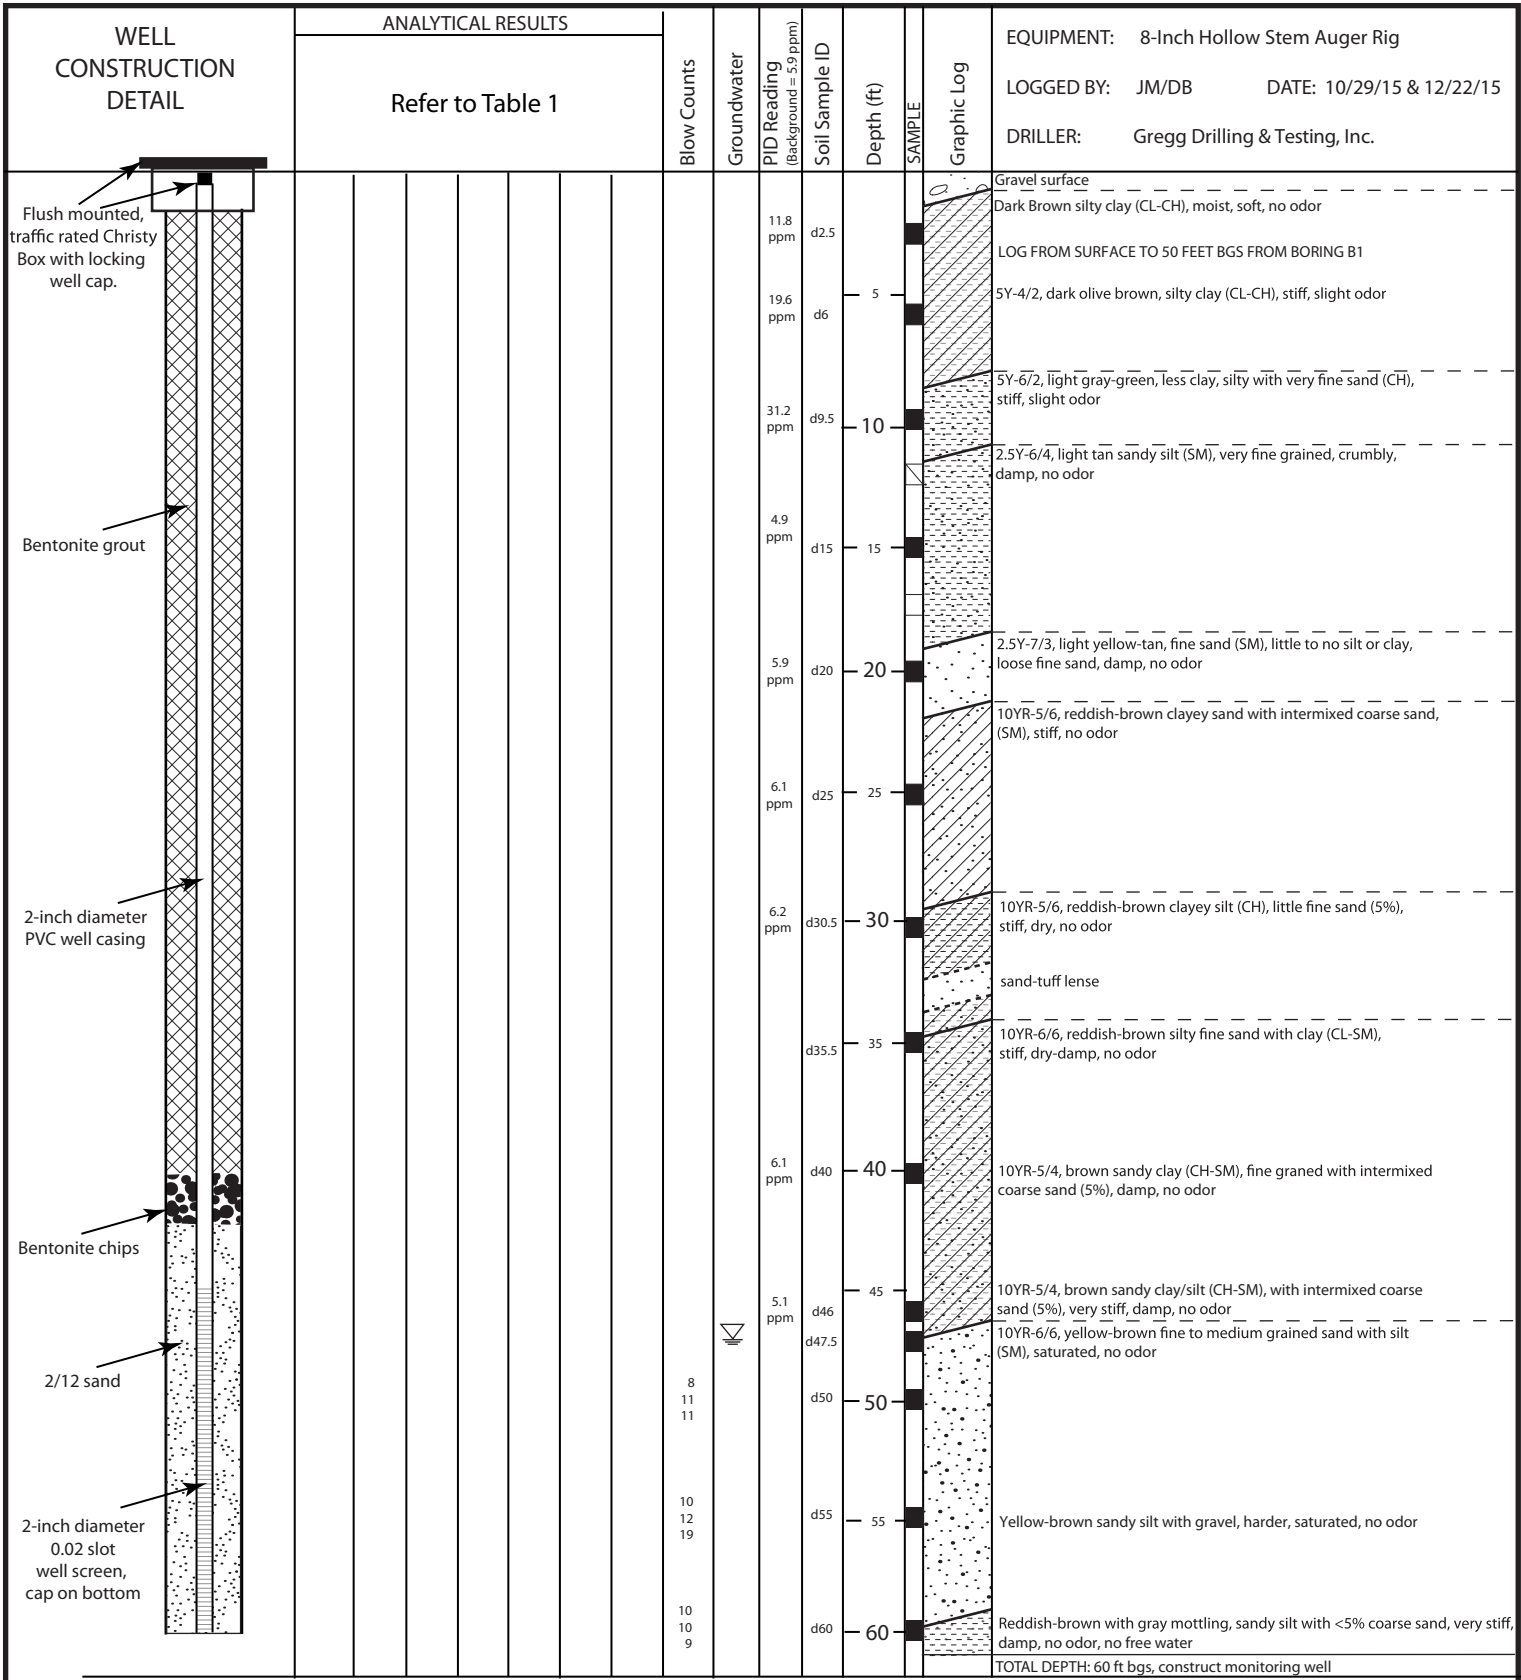 WELL
CONSTRUCTION
DETAIL
ANALYTICAL RESULTS
Refer to Table 1
Blow Counts
Groundwater
PID Reading
(Background = 5.9 ppm)
Soil Sample ID
Depth (ft)
SAMPLE
Graphic Log
EQUIPMENT: 8-Inch Hollow Stem Auger Rig
LOGGED BY: JM/DB DATE: 10/29/15 & 12/22/15
DRILLER: Gregg Drilling & Testing, Inc.
Flush mounted,
traffic rated Christy
Box with locking
well cap.
Bentonite grout
2-inch diameter
PVC well casing
Bentonite chips
2/12 sand
2-inch diameter
0.02 slot
well screen,
cap on bottom
8
11
11
10
12
19
10
10
9
11.8
ppm
19.6
ppm
31.2
ppm
4.9
ppm
5.9
ppm
6.1
ppm
6.2
ppm
6.1
ppm
5.1
ppm
d2.5
d6
d9.5
d15
d20
d25
d30.5
d35.5
d40
d46
d47.5
d50
d55
d60
5
10
15
20
25
30
35
40
45
50
55
60
Gravel surface
Dark Brown silty clay (CL-CH), moist, soft, no odor
LOG FROM SURFACE TO 50 FEET BGS FROM BORING B1
5Y-4/2, dark olive brown, silty clay (CL-CH), stiff, slight odor
5Y-6/2, light gray-green, less clay, silty with very fine sand (CH),
stiff, slight odor
2.5Y-6/4, light tan sandy silt (SM), very fine grained, crumbly,
damp, no odor
2.5Y-7/3, light yellow-tan, fine sand (SM), little to no silt or clay,
loose fine sand, damp, no odor
10YR-5/6, reddish-brown clayey sand with intermixed coarse sand,
(SM), stiff, no odor
10YR-5/6, reddish-brown clayey silt (CH), little fine sand (5%),
stiff, dry, no odor
sand-tuff lense
10YR-6/6, reddish-brown silty fine sand with clay (CL-SM),
stiff, dry-damp, no odor
10YR-5/4, brown sandy clay (CH-SM), fine graned with intermixed
coarse sand (5%), damp, no odor
10YR-5/4, brown sandy clay/silt (CH-SM), with intermixed coarse
sand (5%), very stiff, damp, no odor
10YR-6/6, yellow-brown fine to medium grained sand with silt
(SM), saturated, no odor
Yellow-brown sandy silt with gravel, harder, saturated, no odor
Reddish-brown with gray mottling, sandy silt with <5% coarse sand, very stiff,
damp, no odor, no free water
TOTAL DEPTH: 60 ft bgs, construct monitoring well